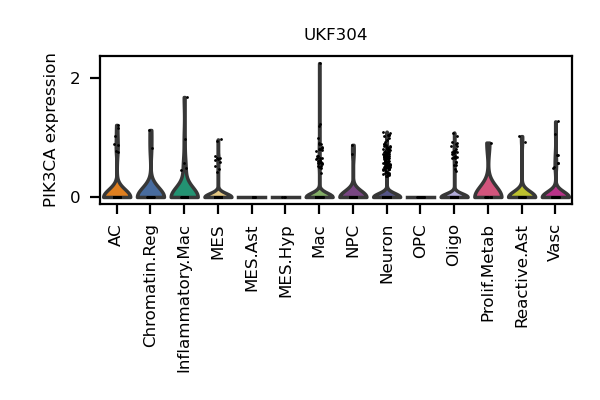 UKF304
PIK3CA expression
2
0
AC
Chromatin.Reg
Inflammatory.Mac
MES
MES.Ast
MES.Hyp
Mac
NPC
Neuron
OPC
Oligo
Prolif.Metab
Reactive.Ast
Vasc